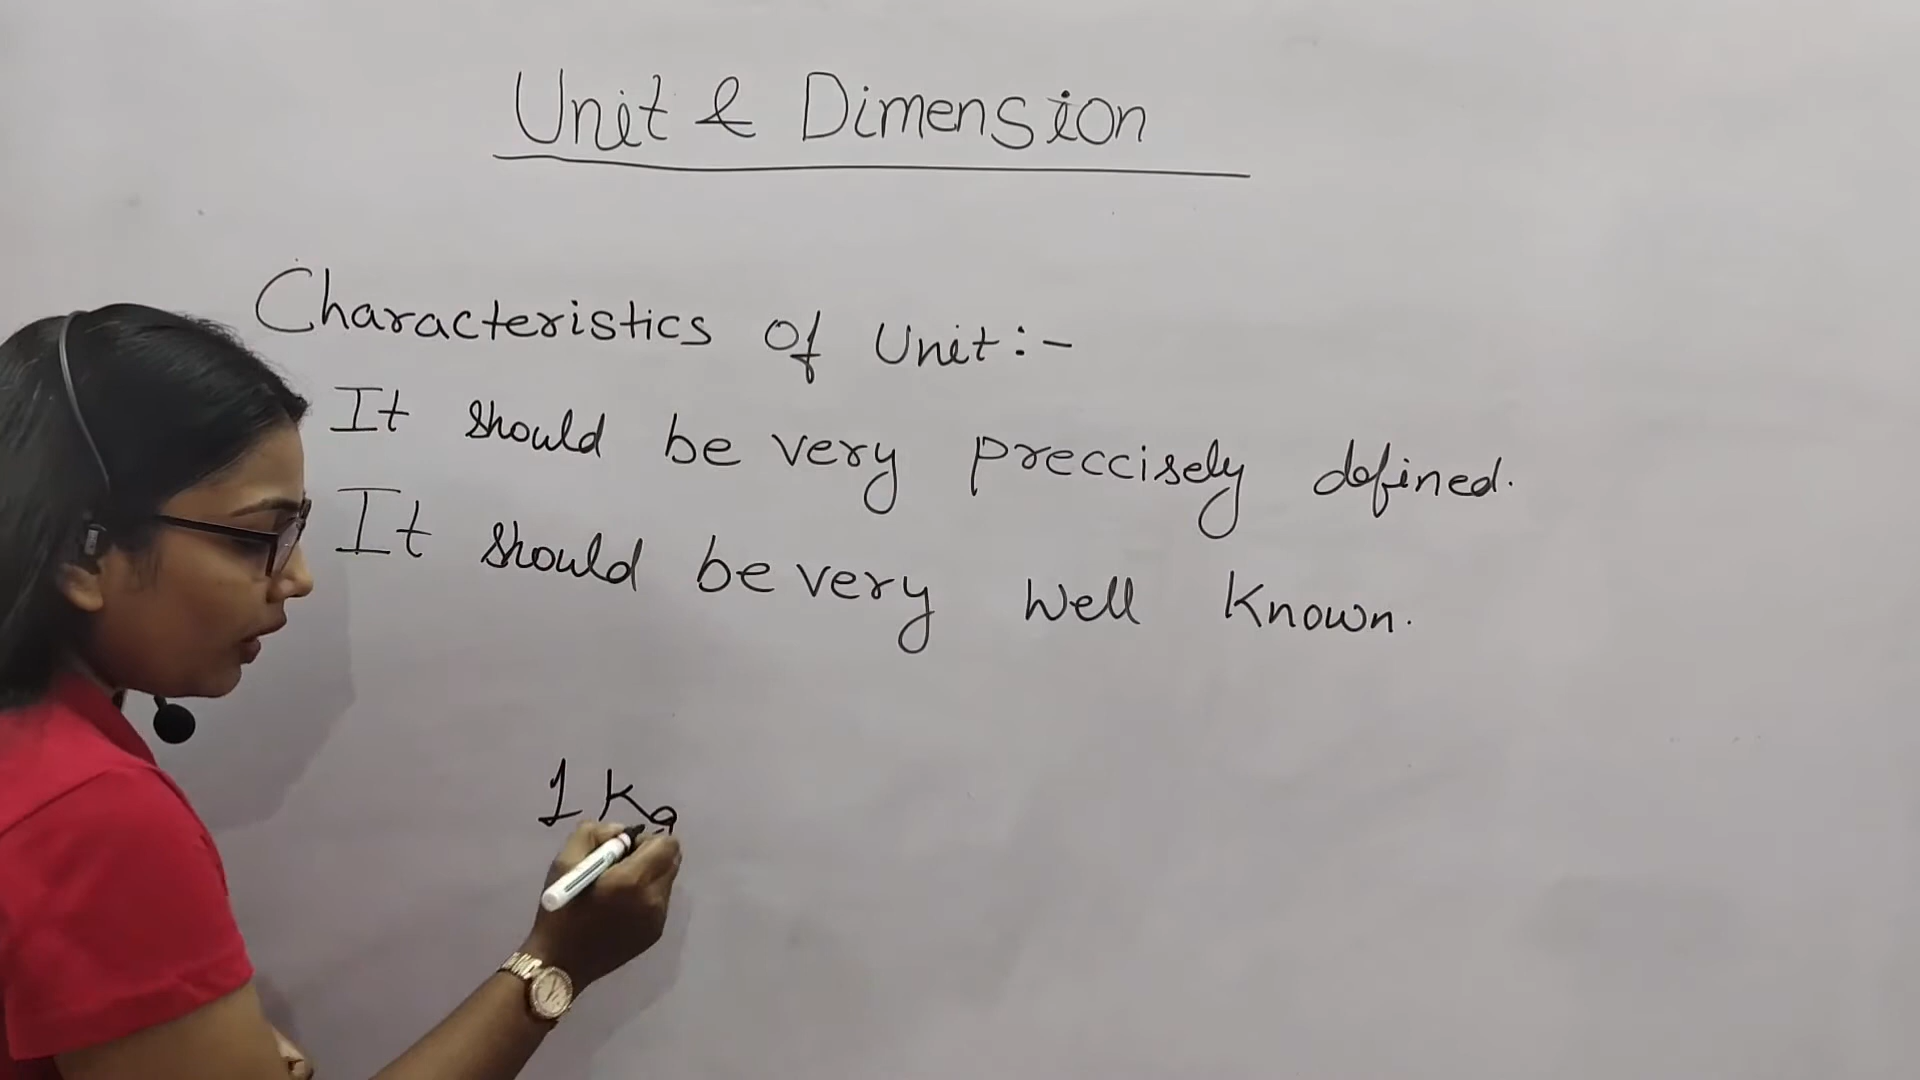 Unit & Dimension
Characteristics of Unit:-
It should be very preccisely defined.
It should be very well known.
1 Kg